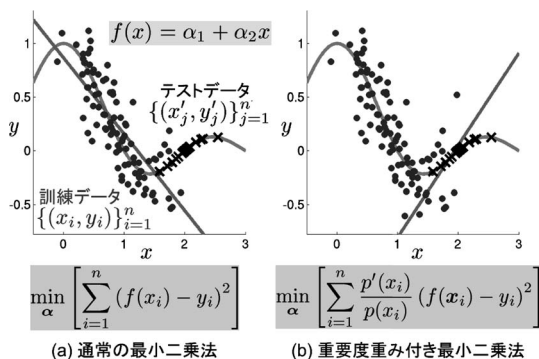 f(x) = α₁ + α₂x
テストデータ
{(x'ⱼ, y'ⱼ)}ⁿⱼ₌₁
訓練データ
{(xᵢ, yᵢ)}ⁿᵢ₌₁
y
1
0.5
0
-0.5
0 1 2 3
x
y
1
0.5
0
-0.5
0 1 2 3
x
min_α [ ∑ⁿᵢ₌₁ (f(xᵢ) − yᵢ)² ]
min_α [ ∑ⁿᵢ₌₁ p'(xᵢ)/p(xᵢ) (f(𝒙ᵢ) − yᵢ)² ]
(a) 通常の最小二乗法
(b) 重要度重み付き最小二乗法